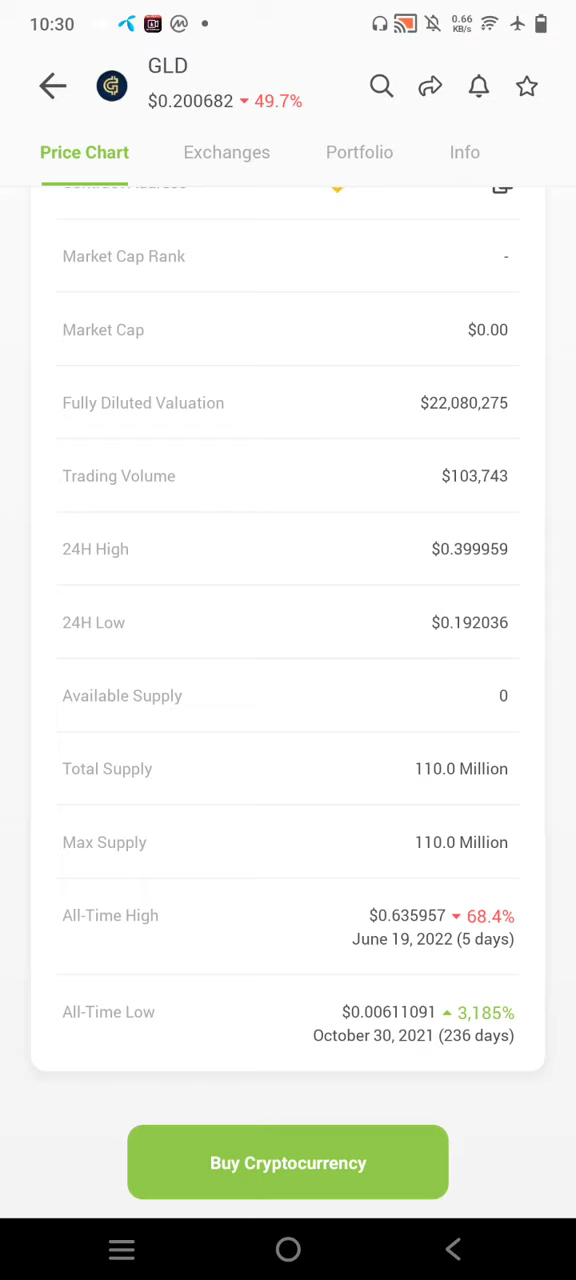 10:30
0.66
KB/s
GLD
$0.200682 49.7%
Price Chart Exchanges Portfolio Info
Market Cap Rank -
Market Cap $0.00
Fully Diluted Valuation $22,080,275
Trading Volume $103,743
24H High $0.399959
24H Low $0.192036
Available Supply 0
Total Supply 110.0 Million
Max Supply 110.0 Million
All-Time High $0.635957 68.4%
June 19, 2022 (5 days)
All-Time Low $0.00611091 3,185%
October 30, 2021 (236 days)
Buy Cryptocurrency